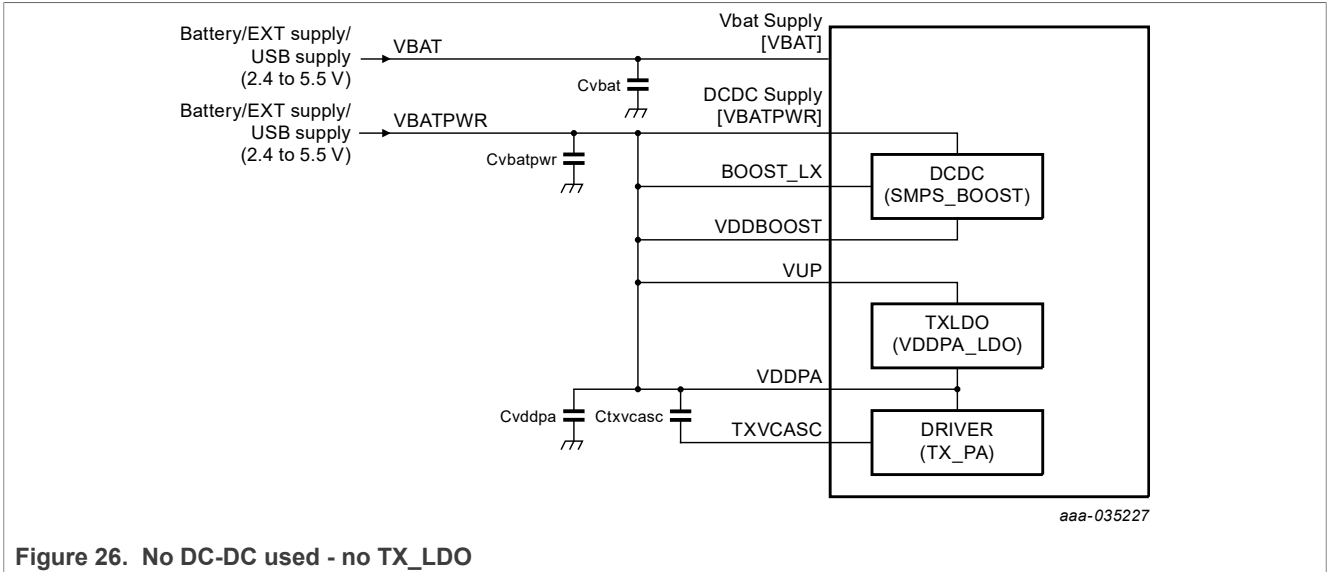 Battery/EXT supply/
USB supply
(2.4 to 5.5 V)
VBAT
Vbat Supply
[VBAT]
Cvbat
Battery/EXT supply/
USB supply
(2.4 to 5.5 V)
VBATPWR
DCDC Supply
[VBATPWR]
Cvbatpwr
BOOST_LX
DCDC
(SMPS_BOOST)
VDDBOOST
VUP
TXLDO
(VDDPA_LDO)
VDDPA
Cvddpa
Ctxvcasc
TXVCASC
DRIVER
(TX_PA)
aaa-035227
Figure 26. No DC-DC used - no TX_LDO